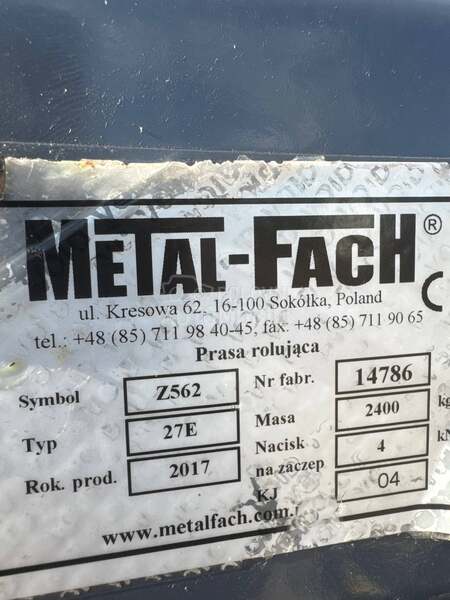 METAL-FACH ®
ul. Kresowa 62, 16-100 Sokółka, Poland
tel.: +48 (85) 711 98 40-45, fax: +48 (85) 711 90 65
Prasa rolująca
Symbol Z562 Nr fabr. 14786
Typ 27E Masa 2400 kg
Rok. prod. 2017 Nacisk na zaczep 4 kN
KJ 04
www.metalfach.com.